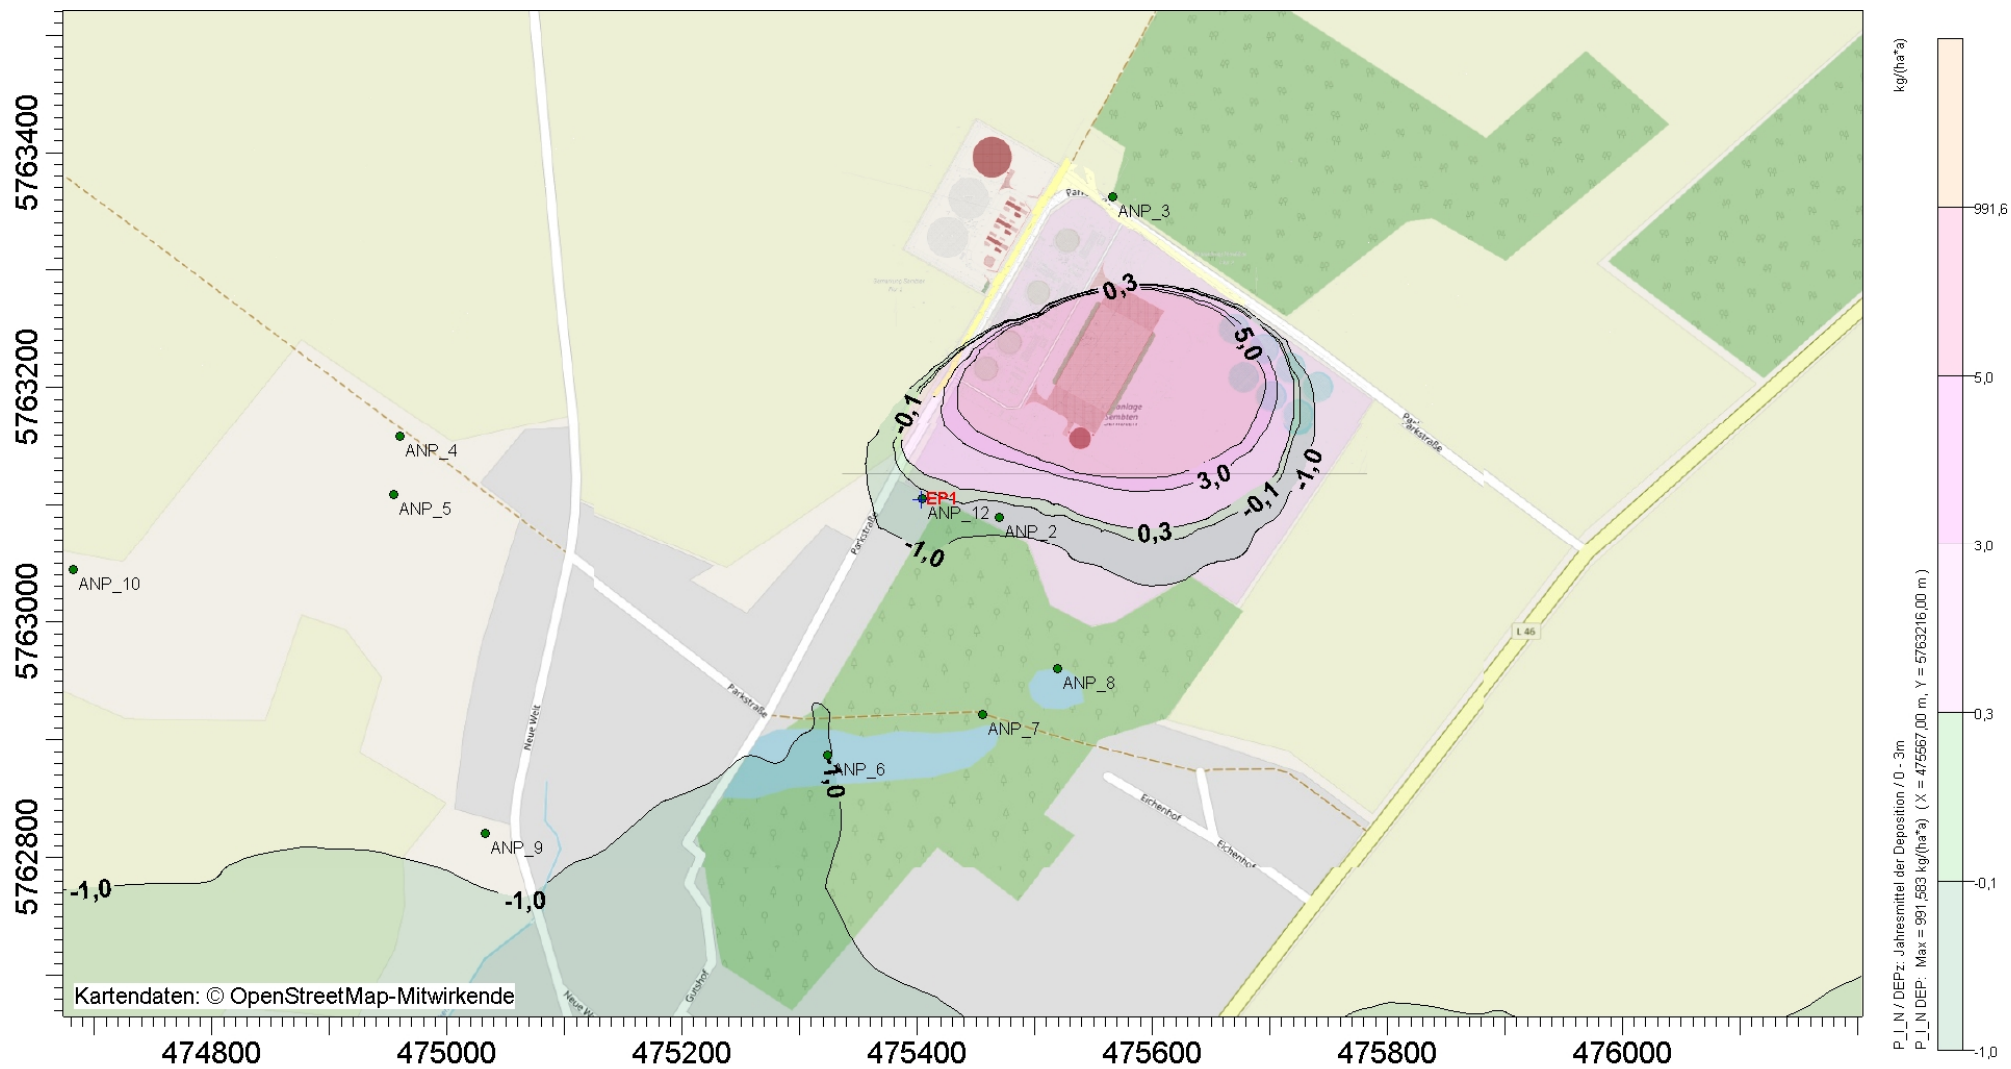 5763400
5763200
5763000
5762800
474800
475000
475200
475400
475600
475800
476000
ANP_3
ANP_4
ANP_5
ANP_10
ANP_12
EP1
ANP_2
ANP_8
ANP_7
ANP_6
ANP_9
0,3
5,0
-0,1
3,0
-1,0
-0,1
0,3
-1,0
-1,0
-1,0
-1,0
Parkstraße
Parkstraße
Parkstraße
Neue Welt
Eichenhof
Eichenhof
Gutshof
L 46
Kartendaten: © OpenStreetMap-Mitwirkende
kg/(ha*a)
991,6
5,0
3,0
0,3
-0,1
-1,0
P_I_N / DEPz: Jahresmittel der Deposition / 0 - 3m
P_I_N DEP: Max = 991,583 kg/(ha*a) ( X = 475567,00 m, Y = 5763216,00 m )